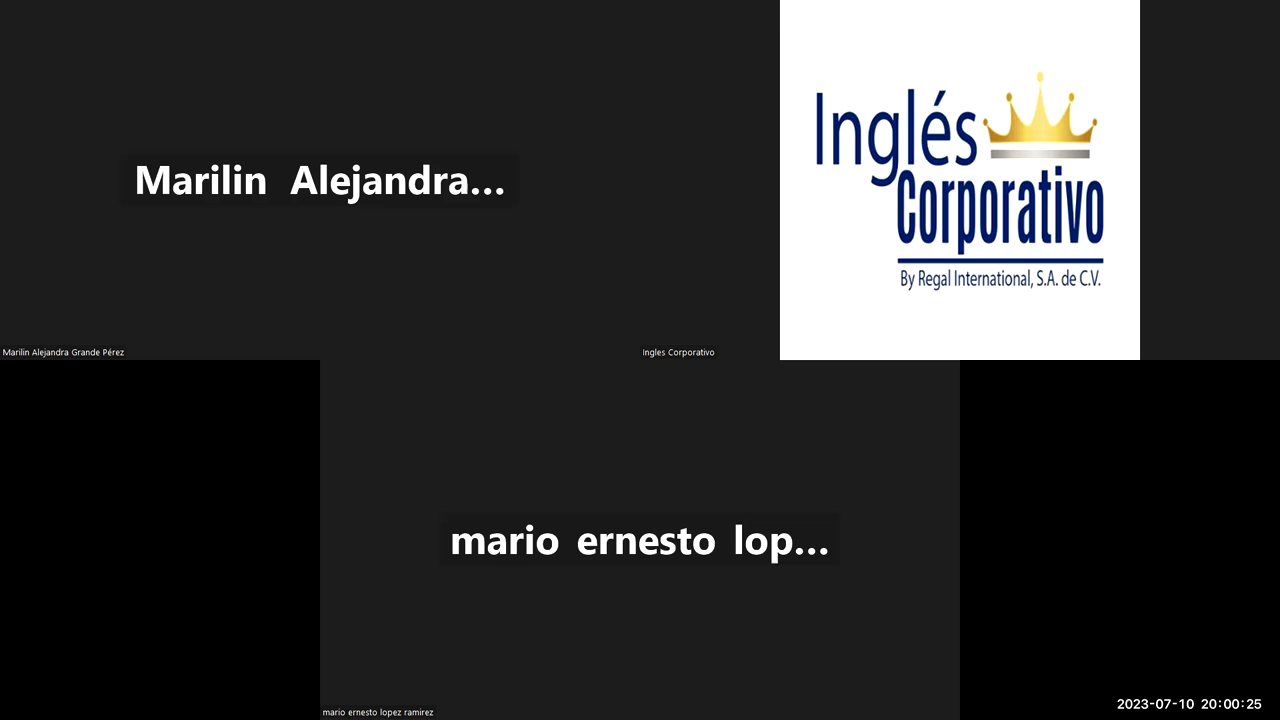 Marilin Alejandra...
Marilin Alejandra Grande Pérez
Inglés
Corporativo
By Regal International, S.A. de C.V.
Ingles Corporativo
mario ernesto lop...
mario ernesto lopez ramirez
2023-07-10 20:00:25